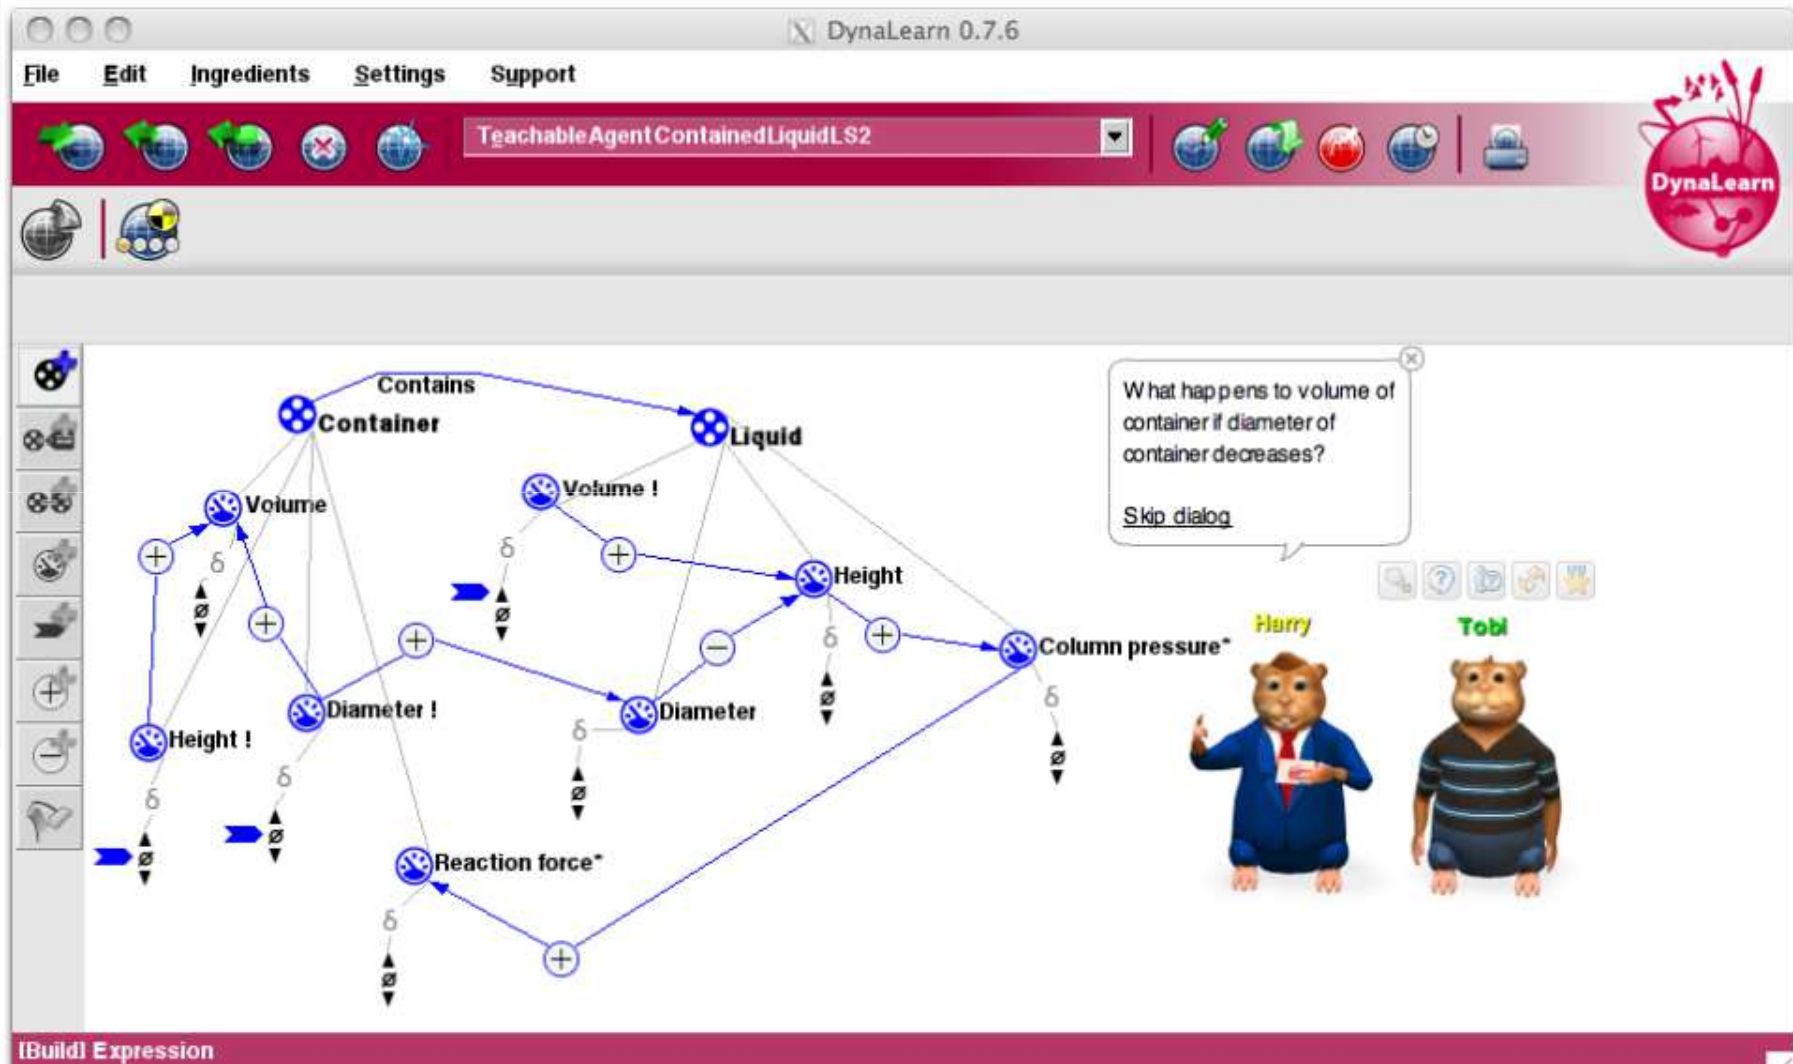 DynaLearn 0.7.6
File Edit Ingredients Settings Support
TeachableAgentContainedLiquidLS2
DynaLearn
Contains
Container
Liquid
Volume
Volume !
Height
Column pressure*
Diameter !
Diameter
Height !
Reaction force*
δ
δ
δ
δ
δ
δ
δ
δ
+
+
+
+
−
+
+
ø
ø
ø
ø
ø
ø
ø
ø
What happens to volume of
container if diameter of
container decreases?
Skip dialog
Harry
Tobi
[Build] Expression